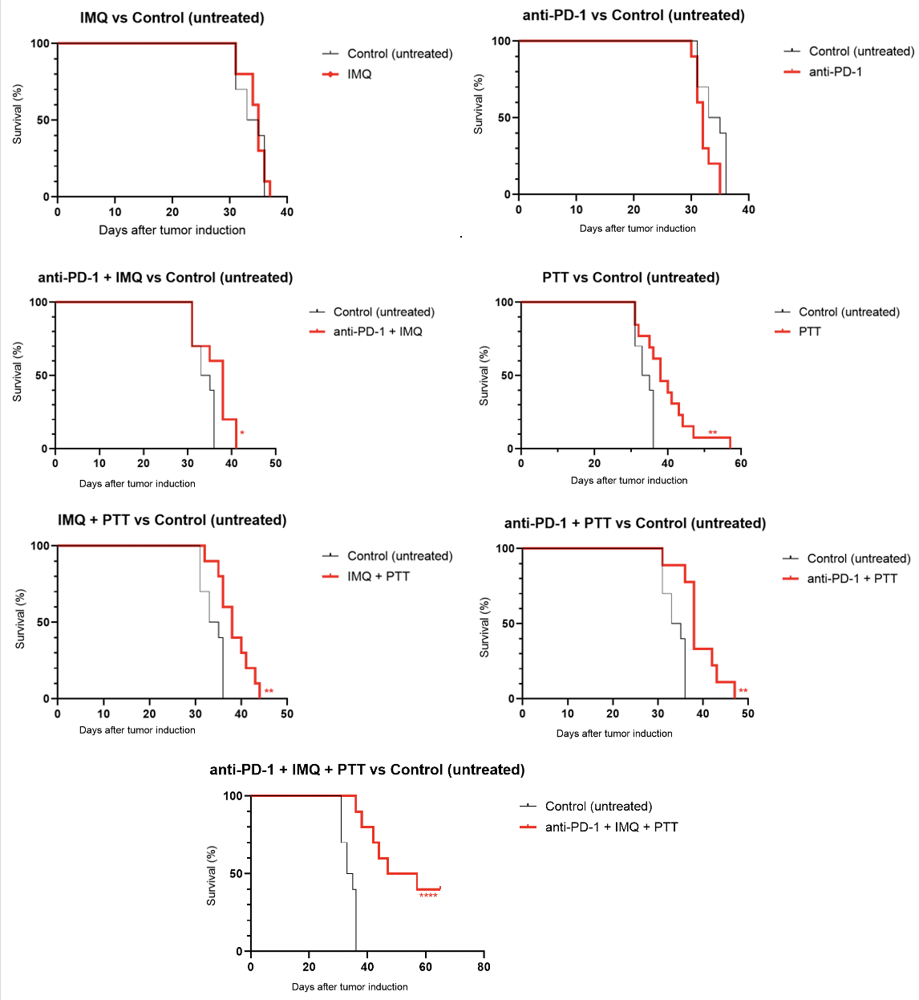 IMQ vs Control (untreated)
Survival (%)
100
50
0
0 10 20 30 40
Days after tumor induction
Control (untreated)
IMQ
anti-PD-1 vs Control (untreated)
Survival (%)
100
50
0
0 10 20 30 40
Days after tumor induction
Control (untreated)
anti-PD-1
anti-PD-1 + IMQ vs Control (untreated)
Survival (%)
100
50
0
0 10 20 30 40 50
Days after tumor induction
Control (untreated)
anti-PD-1 + IMQ
*
PTT vs Control (untreated)
Survival (%)
100
50
0
0 20 40 60
Days after tumor induction
Control (untreated)
PTT
**
IMQ + PTT vs Control (untreated)
Survival (%)
100
50
0
0 10 20 30 40 50
Days after tumor induction
Control (untreated)
IMQ + PTT
**
anti-PD-1 + PTT vs Control (untreated)
Survival (%)
100
50
0
0 10 20 30 40 50
Days after tumor induction
Control (untreated)
anti-PD-1 + PTT
**
anti-PD-1 + IMQ + PTT vs Control (untreated)
Survival (%)
100
50
0
0 20 40 60 80
Days after tumor induction
Control (untreated)
anti-PD-1 + IMQ + PTT
****